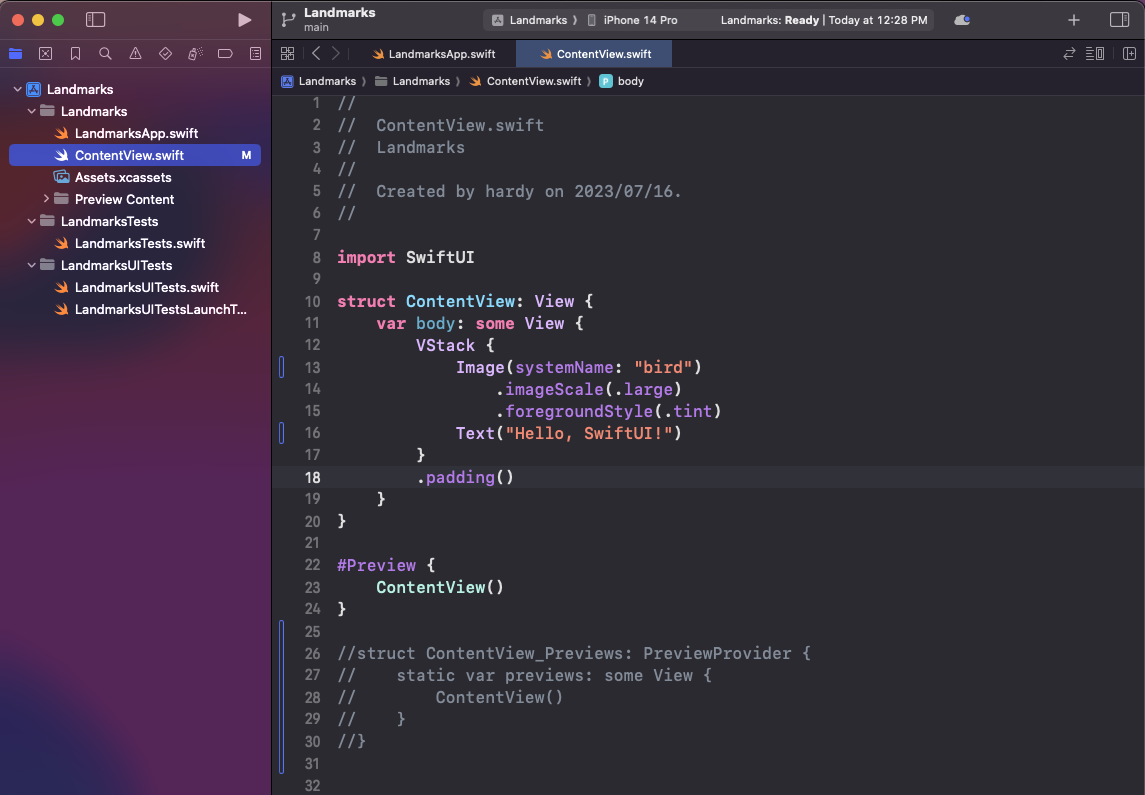 Landmarks
main
Landmarks
iPhone 14 Pro
Landmarks: Ready | Today at 12:28 PM
LandmarksApp.swift
ContentView.swift
Landmarks
Landmarks
ContentView.swift
P body
Landmarks
Landmarks
LandmarksApp.swift
ContentView.swift M
Assets.xcassets
Preview Content
LandmarksTests
LandmarksTests.swift
LandmarksUITests
LandmarksUITests.swift
LandmarksUITestsLaunchT...
1 //
2 //  ContentView.swift
3 //  Landmarks
4 //
5 //  Created by hardy on 2023/07/16.
6 //
7
8 import SwiftUI
9
10 struct ContentView: View {
11     var body: some View {
12         VStack {
13             Image(systemName: "bird")
14                 .imageScale(.large)
15                 .foregroundStyle(.tint)
16             Text("Hello, SwiftUI!")
17         }
18         .padding()
19     }
20 }
21
22 #Preview {
23     ContentView()
24 }
25
26 //struct ContentView_Previews: PreviewProvider {
27 //    static var previews: some View {
28 //        ContentView()
29 //    }
30 //}
31
32